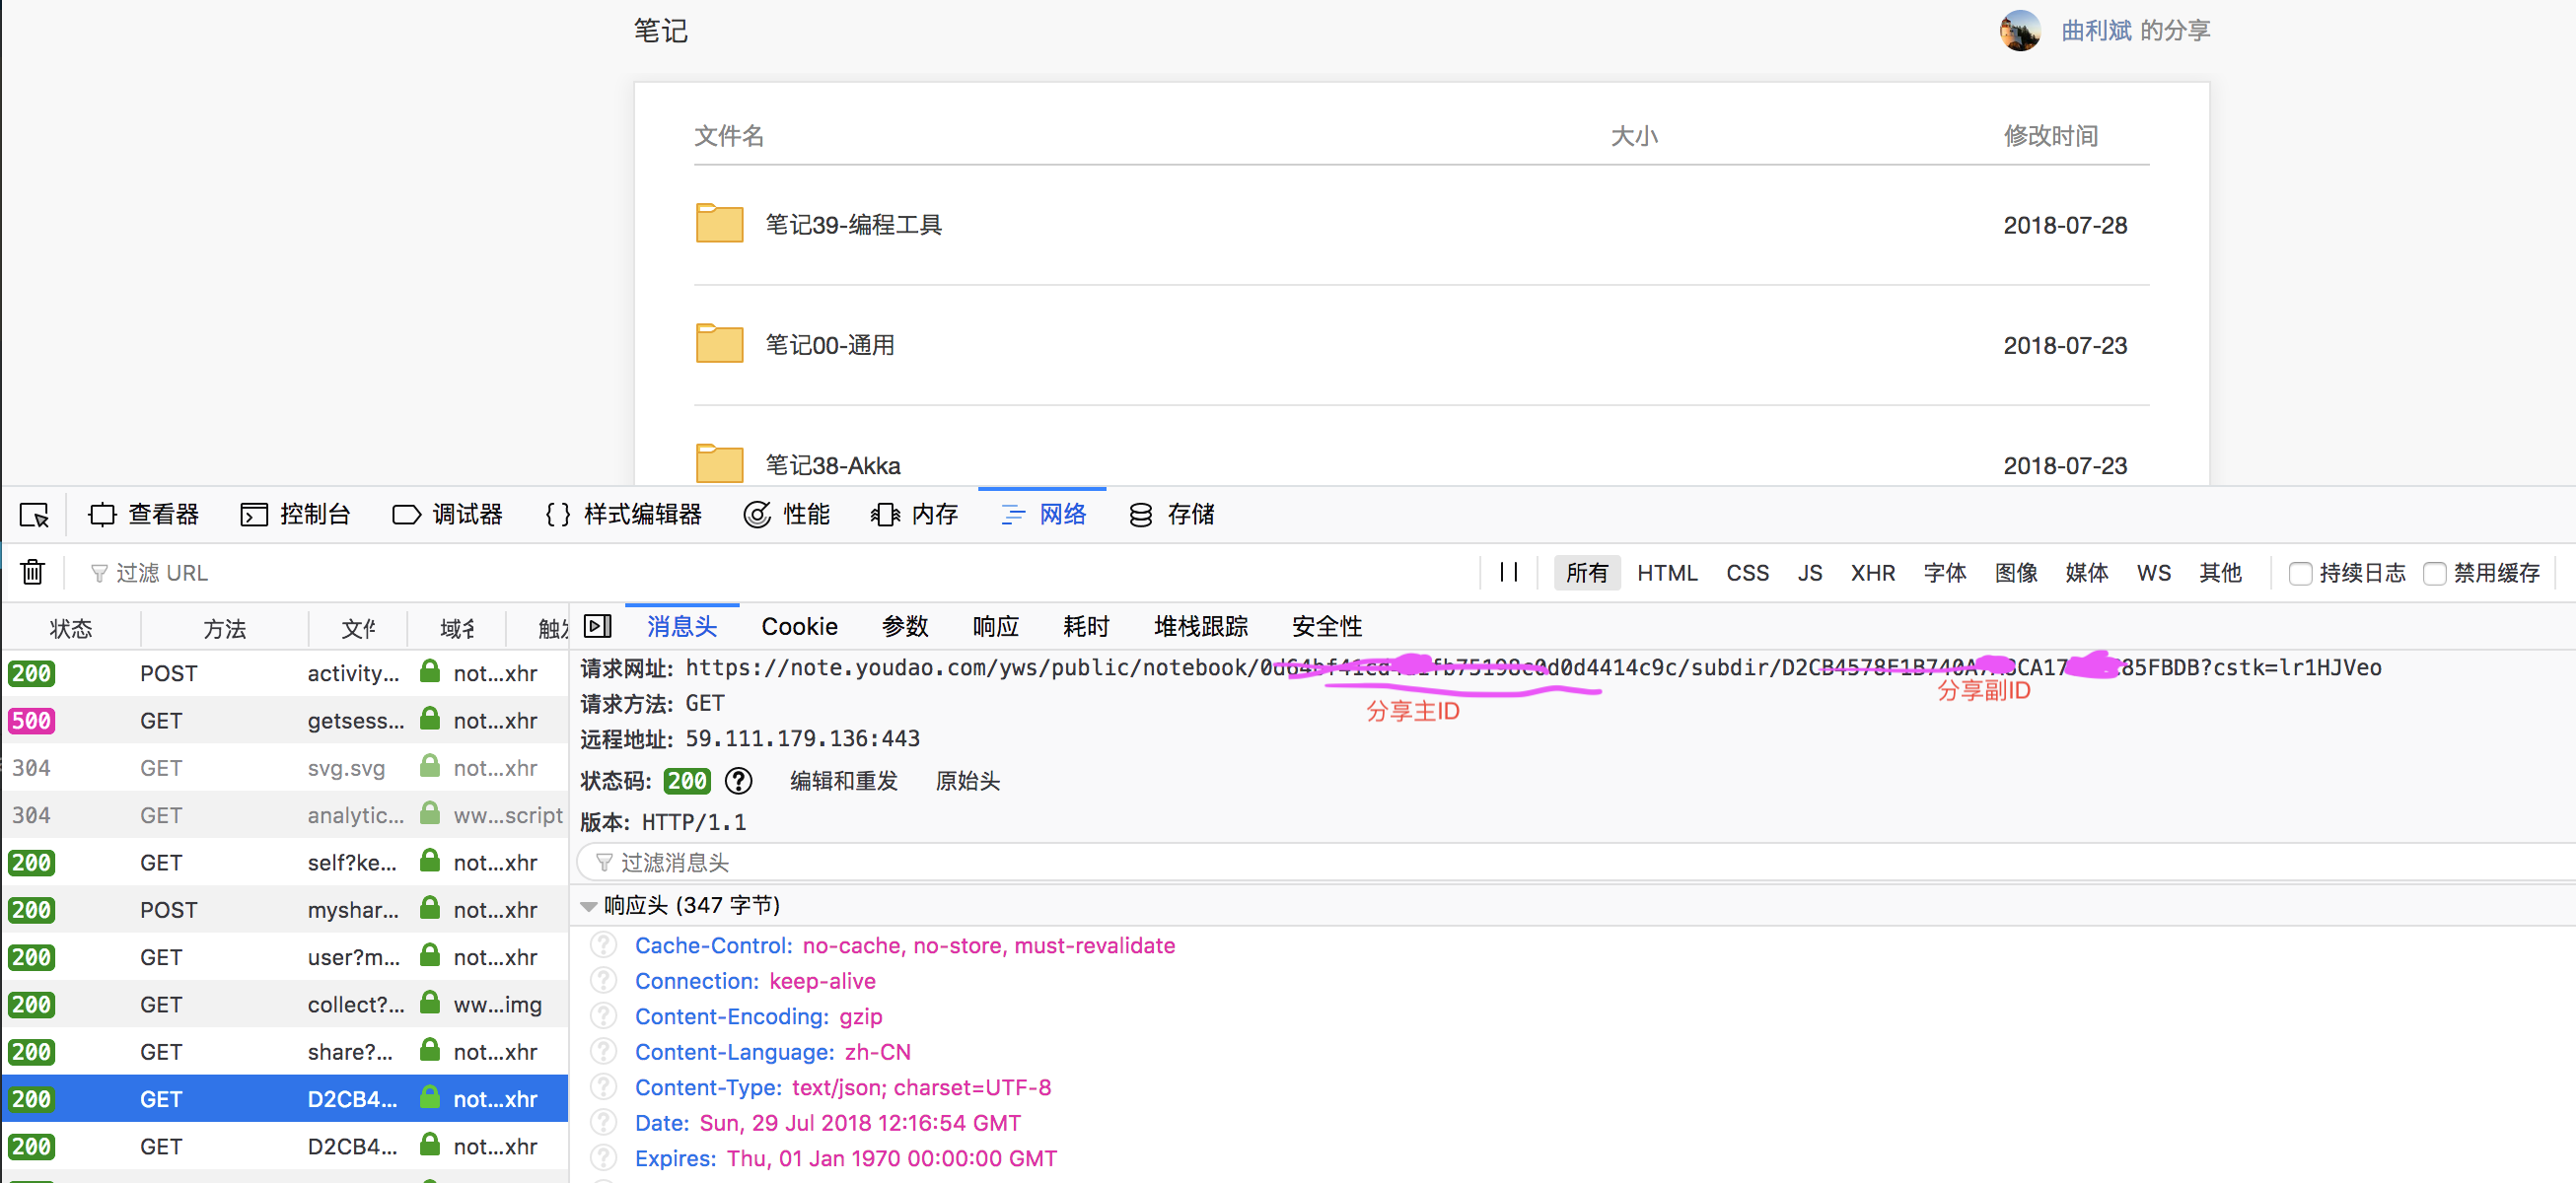 笔记
曲利斌 的分享
文件名 大小 修改时间
笔记39-编程工具 2018-07-28
笔记00-通用 2018-07-23
笔记38-Akka 2018-07-23
查看器 控制台 调试器 {} 样式编辑器 性能 内存 网络 存储
过滤 URL 所有 HTML CSS JS XHR 字体 图像 媒体 WS 其他 持续日志 禁用缓存
状态 方法 域名
消息头 Cookie 参数 响应 耗时 堆栈跟踪 安全性
200 POST activity... not...xhr
500 GET getsess... not...xhr
304 GET svg.svg not...xhr
304 GET analytic... ww...script
200 GET self?ke... not...xhr
200 POST myshar... not...xhr
200 GET user?m... not...xhr
200 GET collect?... ww...img
200 GET share?... not...xhr
200 GET D2CB4... not...xhr
200 GET D2CB4... not...xhr
请求网址: https://note.youdao.com/yws/public/notebook/ /subdir/ ?cstk=lr1HJVeo
分享副ID
请求方法: GET
分享主ID
远程地址: 59.111.179.136:443
状态码: 200 编辑和重发 原始头
版本: HTTP/1.1
过滤消息头
响应头 (347 字节)
Cache-Control: no-cache, no-store, must-revalidate
Connection: keep-alive
Content-Encoding: gzip
Content-Language: zh-CN
Content-Type: text/json; charset=UTF-8
Date: Sun, 29 Jul 2018 12:16:54 GMT
Expires: Thu, 01 Jan 1970 00:00:00 GMT